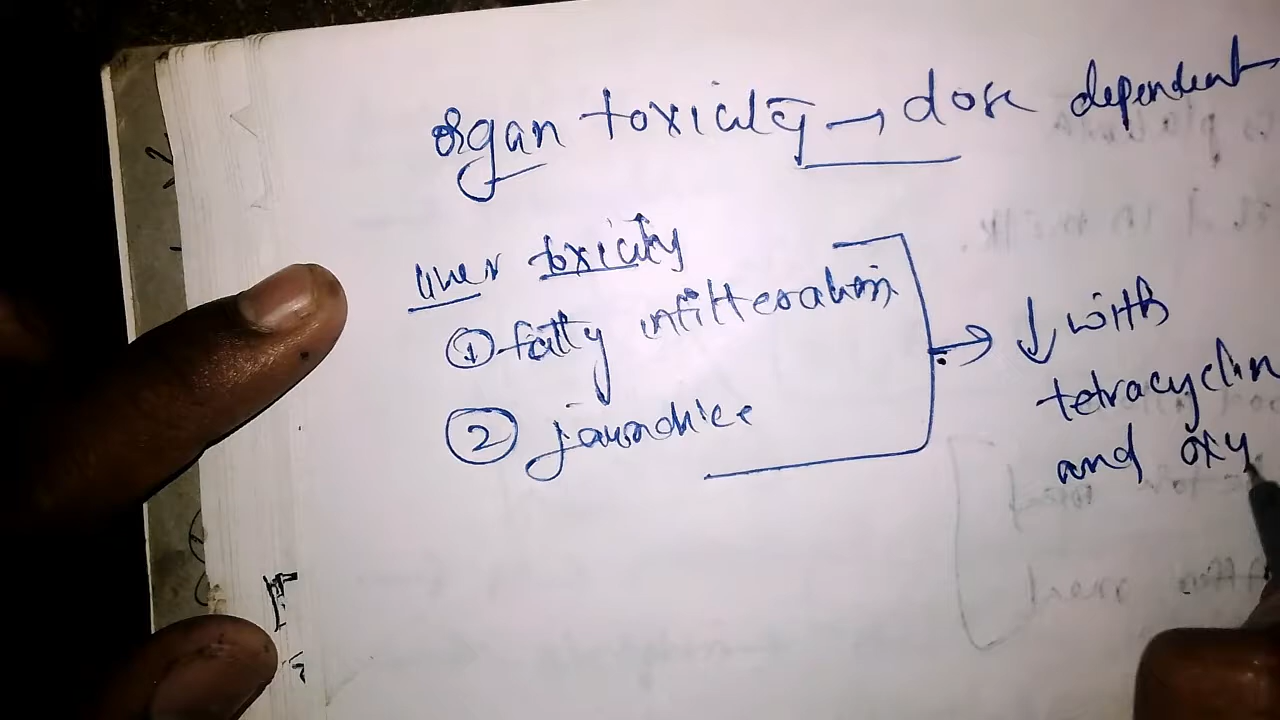 organ toxicity → dose dependent
liver toxicity
① fatty infilteration
② jaundice
↓ with
tetracyclin
and oxy